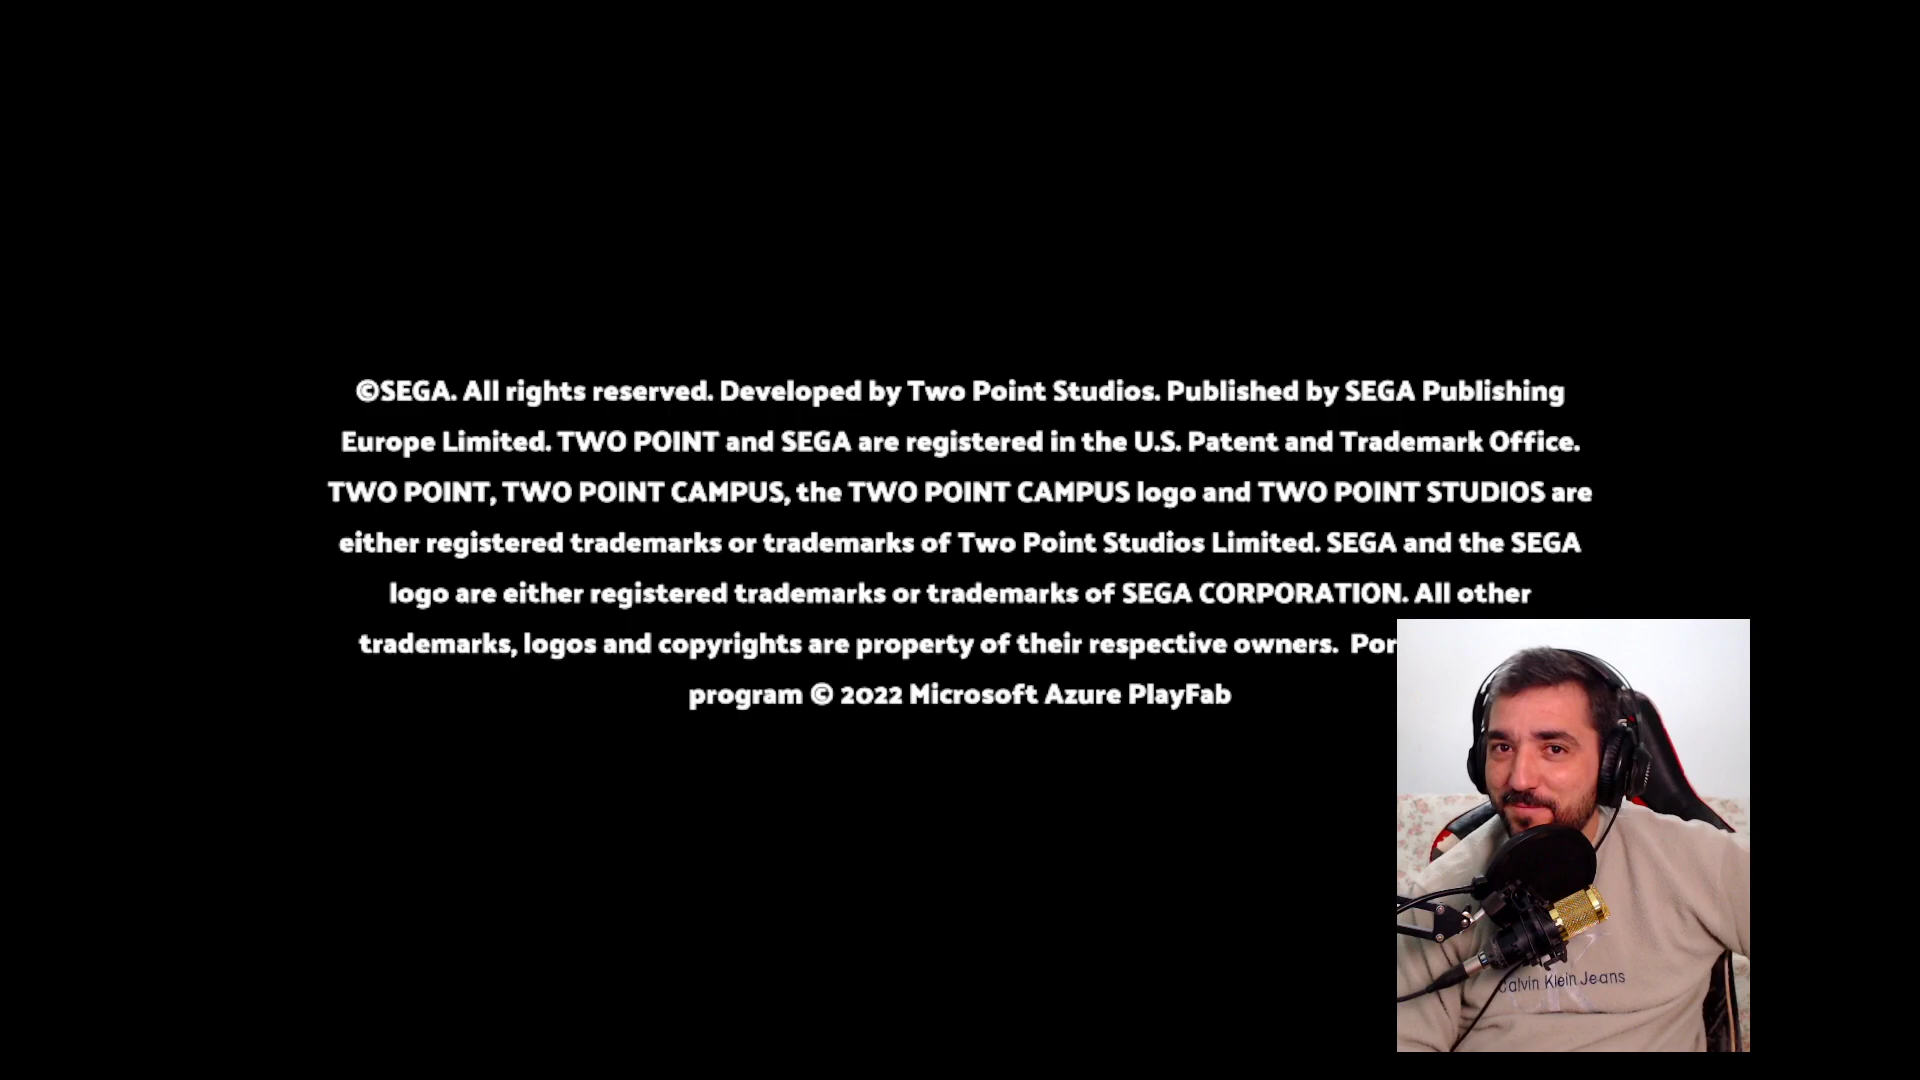 ©SEGA. All rights reserved. Developed by Two Point Studios. Published by SEGA Publishing
Europe Limited. TWO POINT and SEGA are registered in the U.S. Patent and Trademark Office.
TWO POINT, TWO POINT CAMPUS, the TWO POINT CAMPUS logo and TWO POINT STUDIOS are
either registered trademarks or trademarks of Two Point Studios Limited. SEGA and the SEGA
logo are either registered trademarks or trademarks of SEGA CORPORATION. All other
trademarks, logos and copyrights are property of their respective owners. Por
program © 2022 Microsoft Azure PlayFab
Calvin Klein Jeans